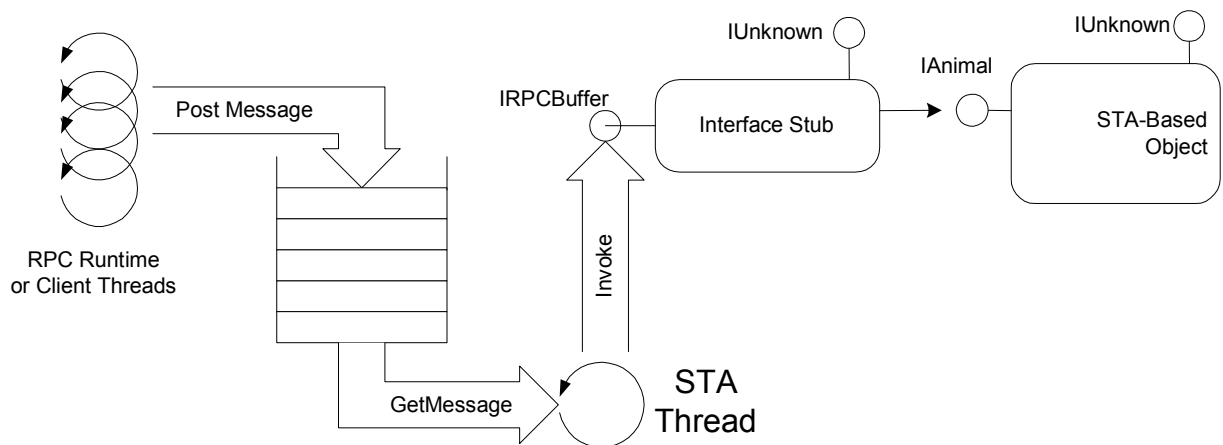 IUnknown
IUnknown
IAnimal
Post Message
IRPCBuffer
Interface Stub
STA-Based
Object
RPC Runtime
or Client Threads
Invoke
GetMessage
STA
Thread